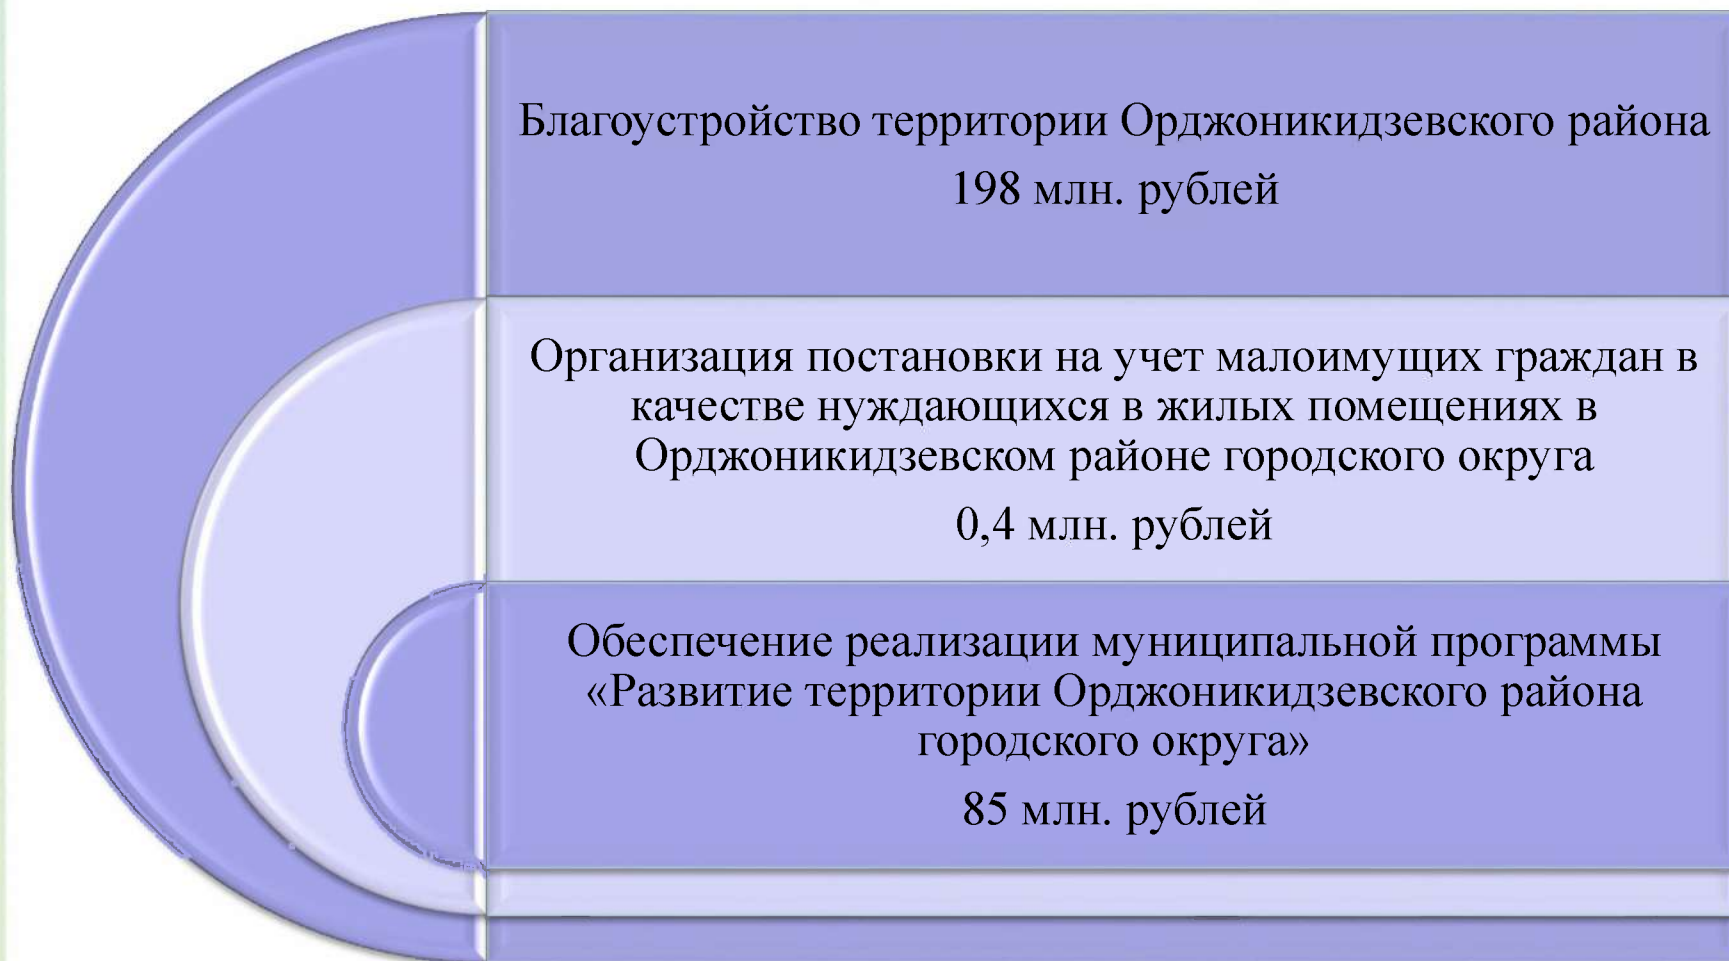 Благоустройство территории Орджоникидзевского района
198 млн. рублей
Организация постановки на учет малоимущих граждан в
качестве нуждающихся в жилых помещениях в
Орджоникидзевском районе городского округа
0,4 млн. рублей
Обеспечение реализации муниципальной программы
«Развитие территории Орджоникидзевского района
городского округа»
85 млн. рублей